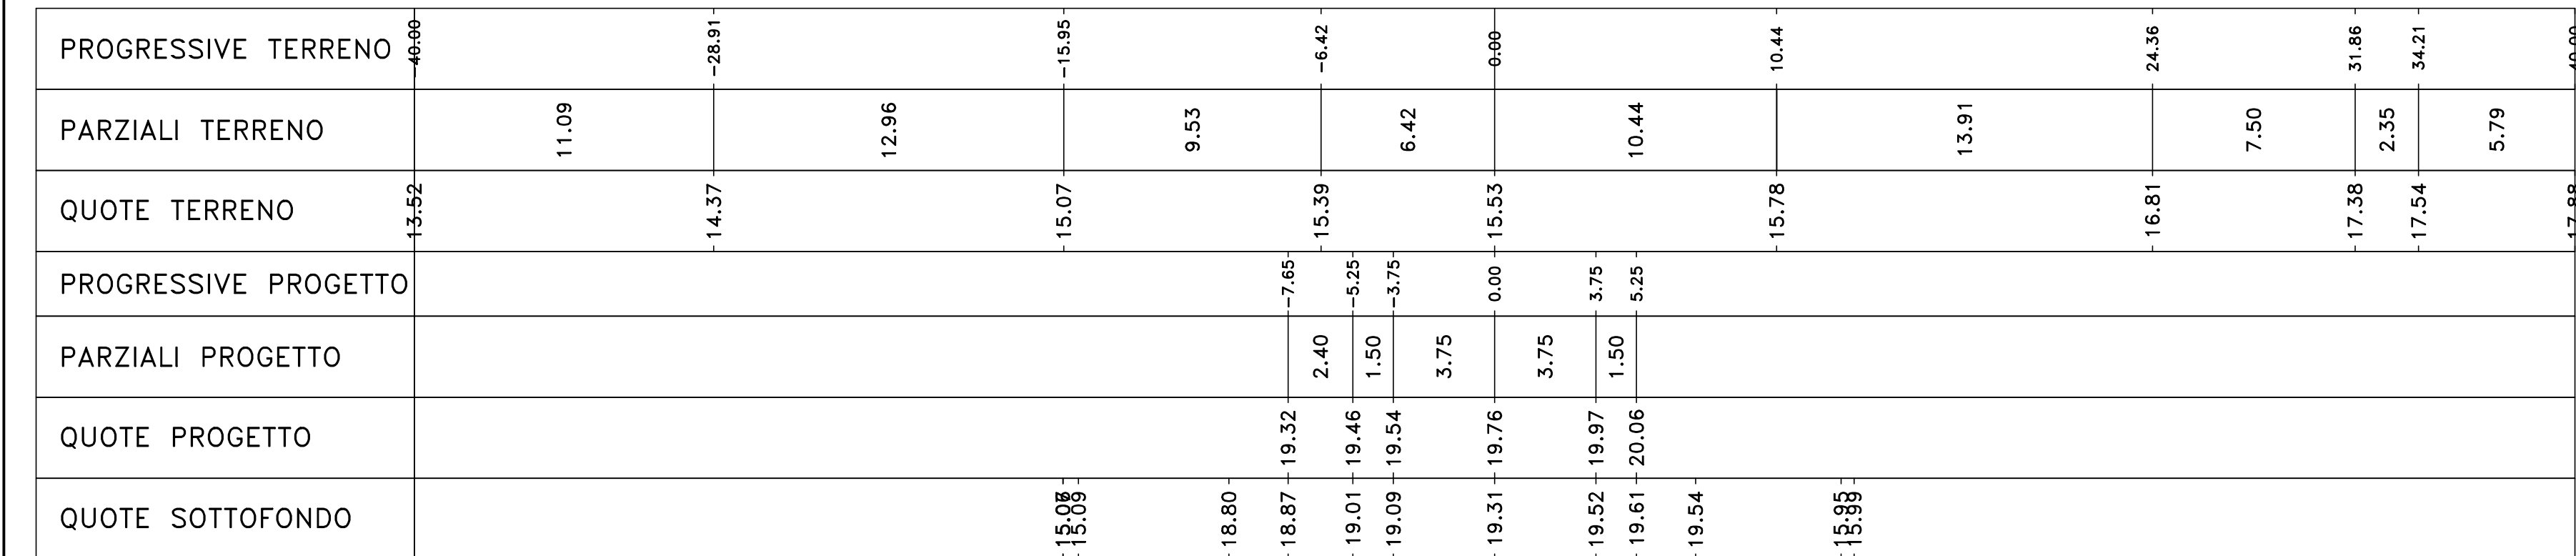 PROGRESSIVE TERRENO -40.00 -28.91 -15.95 -6.42 0.00 10.44 24.36 31.86 34.21
PARZIALI TERRENO 11.09 12.96 9.53 6.42 10.44 13.91 7.50 2.35 5.79
QUOTE TERRENO 13.52 14.37 15.07 15.39 15.53 15.78 16.81 17.38 17.54
PROGRESSIVE PROGETTO -7.65 -5.25 -3.75 0.00 3.75 5.25
PARZIALI PROGETTO 2.40 1.50 3.75 3.75 1.50
QUOTE PROGETTO 19.32 19.46 19.54 19.76 19.97 20.06
QUOTE SOTTOFONDO 15.09 18.80 18.87 19.01 19.09 19.31 19.52 19.61 19.54 15.99